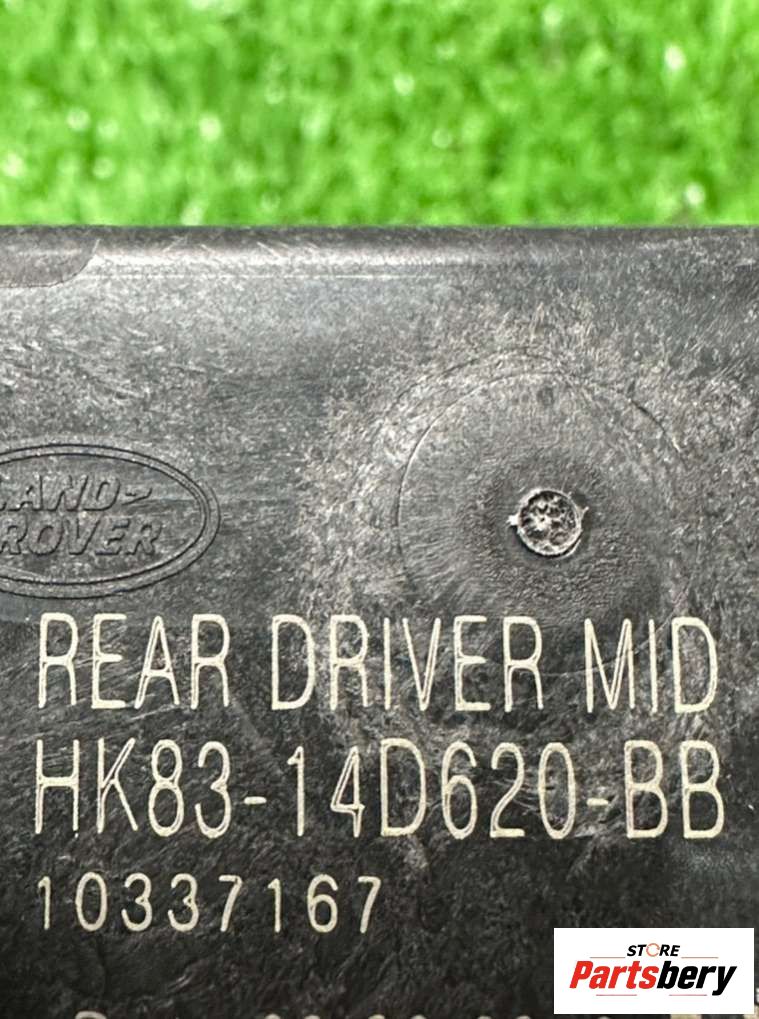 LAND-
ROVER
REAR DRIVER MID
HK83-14D620-BB
10337167
STORE
Partsbery